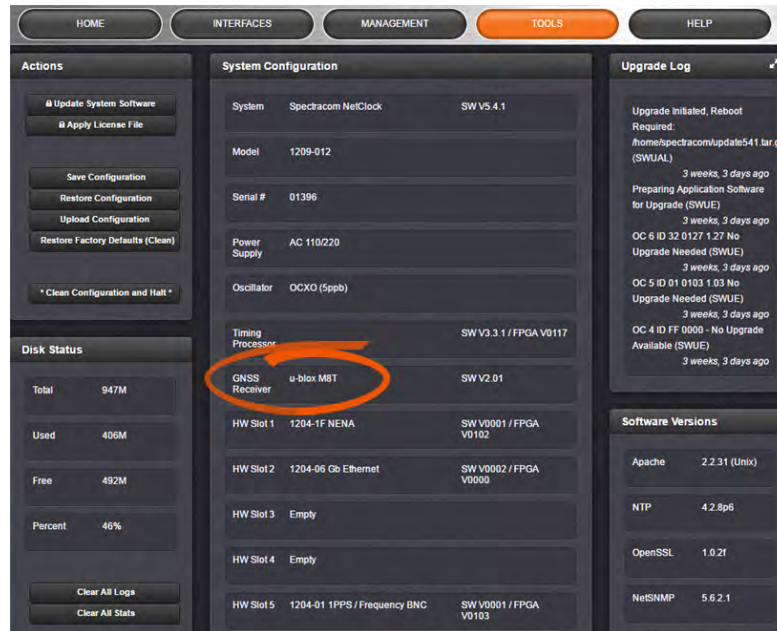 HOME
INTERFACES
MANAGEMENT
TOOLS
HELP
Actions
Update System Software
Apply License File
Save Configuration
Restore Configuration
Upload Configuration
Restore Factory Defaults (Clean)
* Clean Configuration and Halt *
Disk Status
Total 947M
Used 406M
Free 492M
Percent 46%
Clear All Logs
Clear All Stats
System Configuration
System Spectracom NetClock SW V5.4.1
Model 1209-012
Serial # 01396
Power AC 110/220
Supply
Oscillator OCXO (5ppb)
Timing SW V3.3.1 / FPGA V0117
Processor
GNSS u-blox M8T SW V2.01
Receiver
HW Slot 1 1204-1F NENA SW V0001 / FPGA
V0102
HW Slot 2 1204-06 Gb Ethernet SW V0002 / FPGA
V0000
HW Slot 3 Empty
HW Slot 4 Empty
HW Slot 5 1204-01 1PPS / Frequency BNC SW V0001 / FPGA
V0103
Upgrade Log
Upgrade Initiated, Reboot
Required:
/home/spectracom/update541.tar.g
(SWUAL)
3 weeks, 3 days ago
Preparing Application Software
for Upgrade (SWUE)
3 weeks, 3 days ago
OC 6 ID 32 0127 1.27 No
Upgrade Needed (SWUE)
3 weeks, 3 days ago
OC 5 ID 01 0103 1.03 No
Upgrade Needed (SWUE)
3 weeks, 3 days ago
OC 4 ID FF 0000 - No Upgrade
Available (SWUE)
3 weeks, 3 days ago
Software Versions
Apache 2.2.31 (Unix)
NTP 4.2.8p6
OpenSSL 1.0.2f
NetSNMP 5.6.2.1